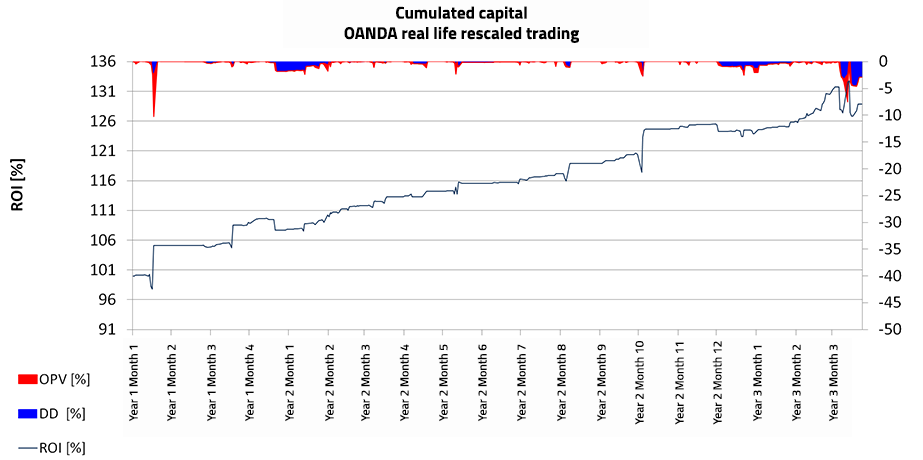 Cumulated capital
OANDA real life rescaled trading
136
131
126
121
116
111
106
101
96
91
ROI [%]
0
-5
-10
-15
-20
-25
-30
-35
-40
-45
-50
Year 1 Month 1
Year 1 Month 2
Year 1 Month 3
Year 1 Month 4
Year 2 Month 1
Year 2 Month 2
Year 2 Month 3
Year 2 Month 4
Year 2 Month 5
Year 2 Month 6
Year 2 Month 7
Year 2 Month 8
Year 2 Month 9
Year 2 Month 10
Year 2 Month 11
Year 2 Month 12
Year 3 Month 1
Year 3 Month 2
Year 3 Month 3
OPV [%]
DD [%]
ROI [%]